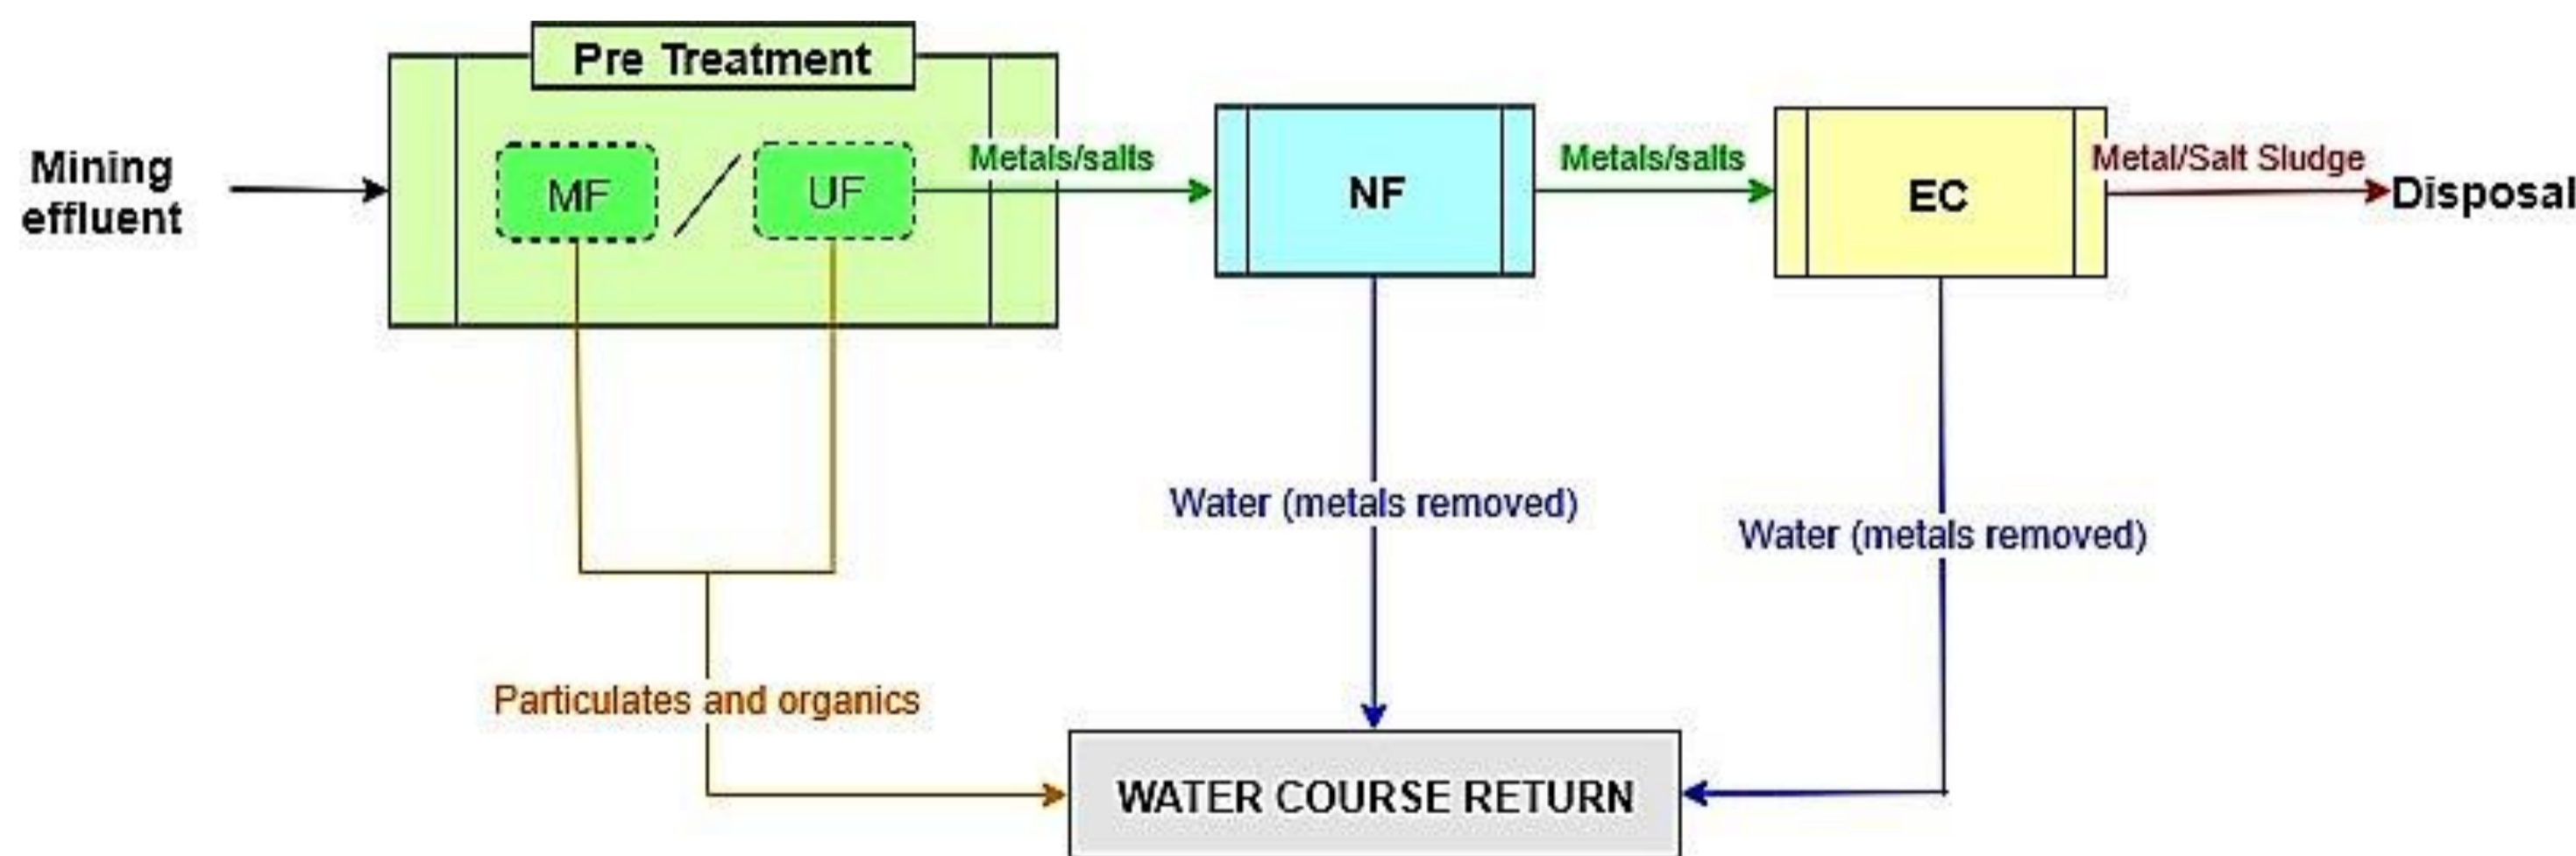 Pre Treatment
Mining
effluent
MF
UF
Metals/salts
NF
Metals/salts
EC
Metal/Salt Sludge
Disposal
Water (metals removed)
Water (metals removed)
Particulates and organics
WATER COURSE RETURN